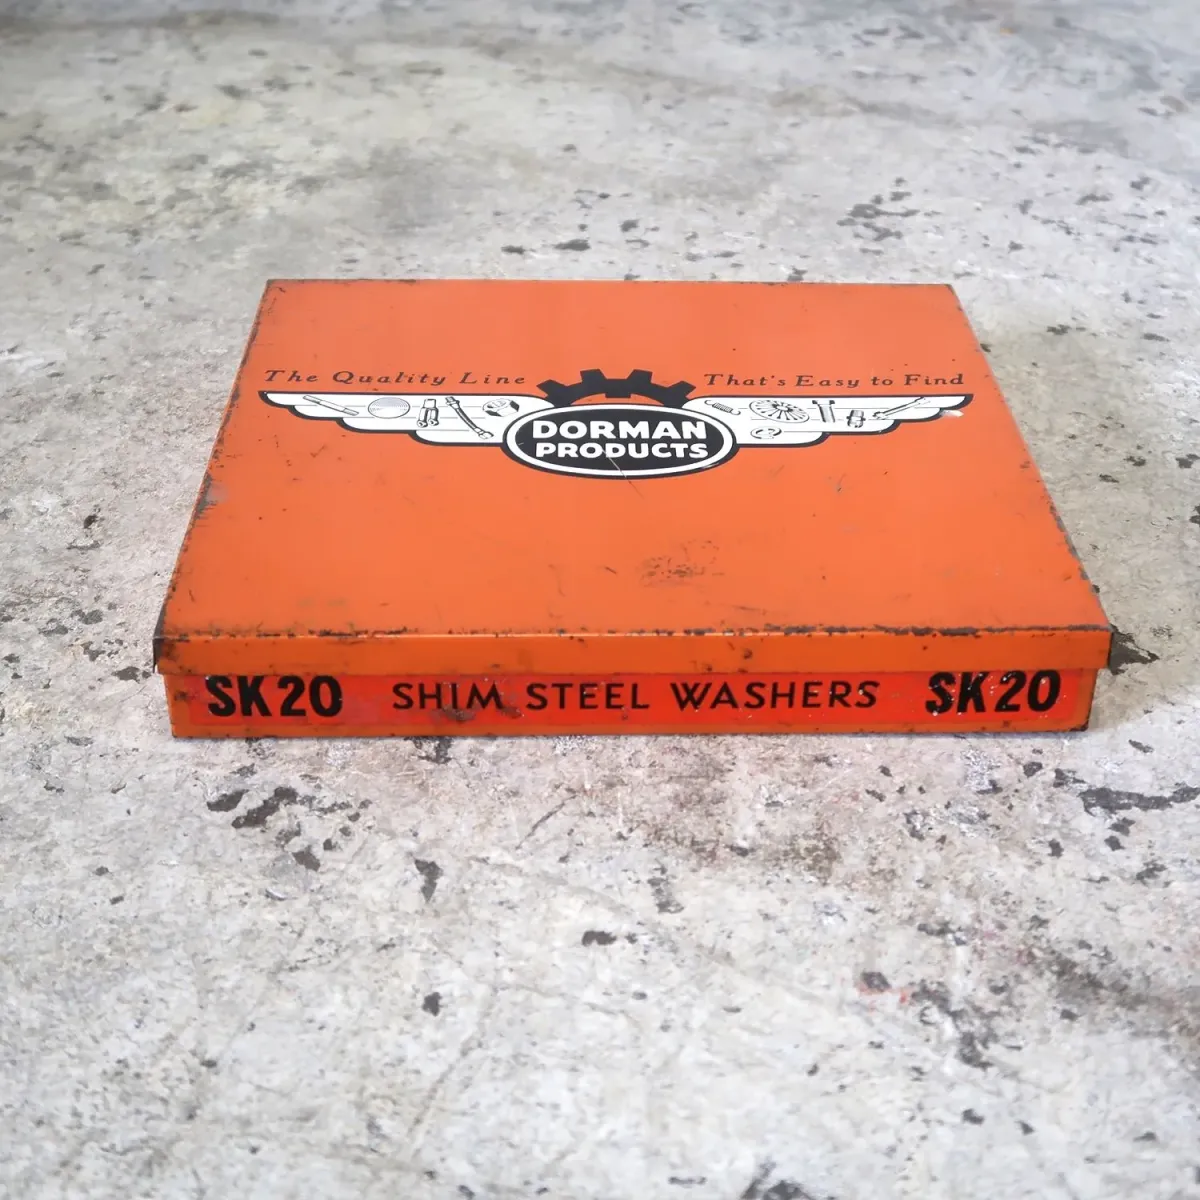 The Quality Line That's Easy to Find
DORMAN
PRODUCTS
SK20 SHIM STEEL WASHERS SK20